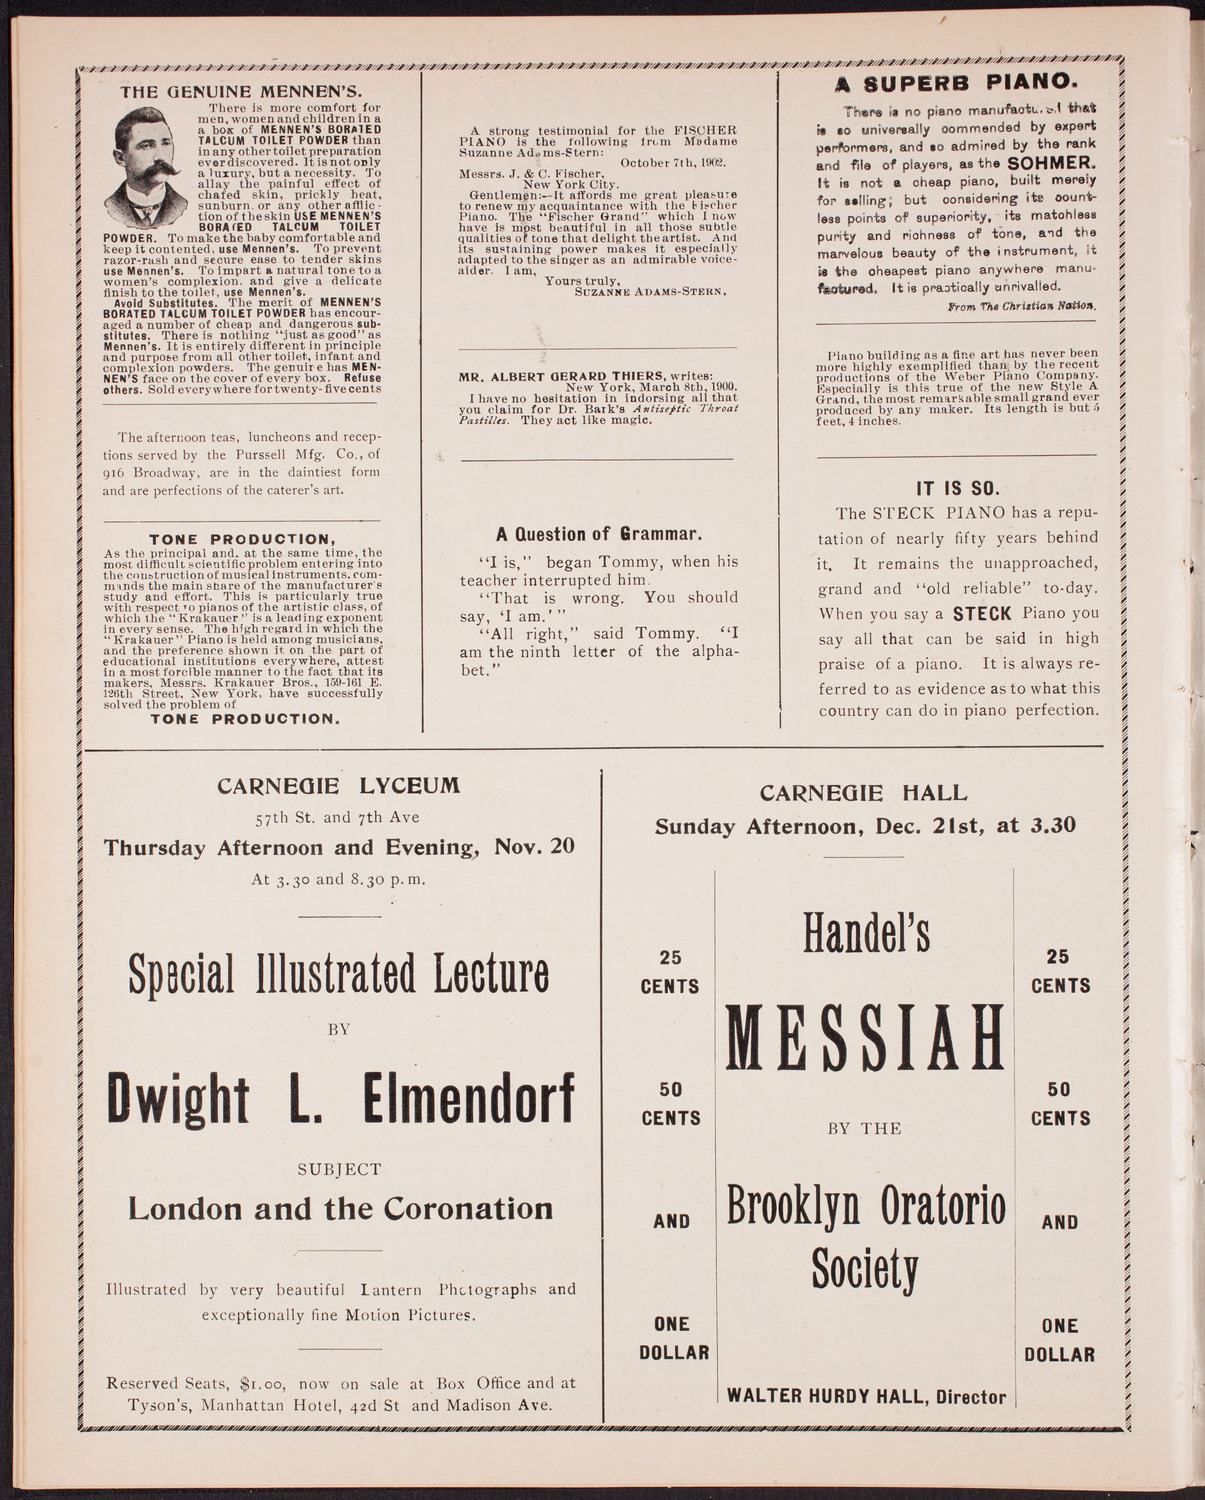 THE GENUINE MENNEN'S.
There is more comfort for
men, women and children in a
a box of MENNEN'S BORATED
TALCUM TOILET POWDER than
in any other toilet preparation
ever discovered. It is not only
a luxury, but a necessity. To
allay the painful effect of
chafed skin, prickly heat,
sunburn, or any other afflic-
tion of the skin USE MENNEN'S
BORATED TALCUM TOILET
POWDER. To make the baby comfortable and
keep it contented, use Mennen's. To prevent
razor-rash and secure ease to tender skins
use Mennen's. To impart a natural tone to a
women's complexion, and give a delicate
finish to the toilet, use Mennen's.
Avoid Substitutes. The merit of MENNEN'S
BORATED TALCUM TOILET POWDER has encour-
aged a number of cheap and dangerous sub-
stitutes. There is nothing "just as good" as
Mennen's. It is entirely different in principle
and purpose from all other toilet, infant and
complexion powders. The genuine has MEN-
NEN'S face on the cover of every box. Refuse
others. Sold everywhere for twenty-five cents
The afternoon teas, luncheons and recep-
tions served by the Purssell Mfg. Co., of
916 Broadway, are in the daintiest form
and are perfections of the caterer's art.
TONE PRODUCTION,
As the principal and, at the same time, the
most difficult scientific problem entering into
the construction of musical instruments, com-
mands the main share of the manufacturer's
study and effort. This is particularly true
with respect to pianos of the artistic class, of
which the "Krakauer" is a leading exponent
in every sense. The high regard in which the
"Krakauer" Piano is held among musicians,
and the preference shown it on the part of
educational institutions everywhere, attest
in a most forcible manner to the fact that its
makers, Messrs. Krakauer Bros., 159-161 E.
126th Street, New York, have successfully
solved the problem of
TONE PRODUCTION.
A strong testimonial for the FISCHER
PIANO is the following from Madame
Suzanne Adams-Stern:
October 7th, 1902.
Messrs. J. & C. Fischer,
New York City.
Gentlemen:—It affords me great pleasure
to renew my acquaintance with the Fischer
Piano. The "Fischer Grand" which I now
have is most beautiful in all those subtle
qualities of tone that delight the artist. And
its sustaining power makes it especially
adapted to the singer as an admirable voice-
aider. I am,
Yours truly,
SUZANNE ADAMS-STERN.
MR. ALBERT GERARD THIERS, writes:
New York, March 8th, 1900.
I have no hesitation in indorsing all that
you claim for Dr. Bark's Antiseptic Throat
Pastilles. They act like magic.
A Question of Grammar.
"I is," began Tommy, when his
teacher interrupted him.
"That is wrong. You should
say, 'I am.'"
"All right," said Tommy. "I
am the ninth letter of the alpha-
bet."
A SUPERB PIANO.
There is no piano manufactured that
is so universally commended by expert
performers, and so admired by the rank
and file of players, as the SOHMER.
It is not a cheap piano, built merely
for selling; but considering its count-
less points of superiority, its matchless
purity and richness of tone, and the
marvelous beauty of the instrument, it
is the cheapest piano anywhere manu-
factured. It is practically unrivalled.
From The Christian Nation.
Piano building as a fine art has never been
more highly exemplified than by the recent
productions of the Weber Piano Company.
Especially is this true of the new Style A
Grand, the most remarkable small grand ever
produced by any maker. Its length is but 5
feet, 4 inches.
IT IS SO.
The STECK PIANO has a repu-
tation of nearly fifty years behind
it. It remains the unapproached,
grand and "old reliable" to-day.
When you say a STECK Piano you
say all that can be said in high
praise of a piano. It is always re-
ferred to as evidence as to what this
country can do in piano perfection.
CARNEGIE LYCEUM
57th St. and 7th Ave
Thursday Afternoon and Evening, Nov. 20
At 3.30 and 8.30 p.m.
Special Illustrated Lecture
BY
Dwight L. Elmendorf
SUBJECT
London and the Coronation
Illustrated by very beautiful Lantern Photographs and
exceptionally fine Motion Pictures.
Reserved Seats, $1.00, now on sale at Box Office and at
Tyson's, Manhattan Hotel, 42d St and Madison Ave.
CARNEGIE HALL
Sunday Afternoon, Dec. 21st, at 3.30
25
CENTS
50
CENTS
AND
ONE
DOLLAR
Handel's
MESSIAH
BY THE
Brooklyn Oratorio
Society
WALTER HURDY HALL, Director
25
CENTS
50
CENTS
AND
ONE
DOLLAR